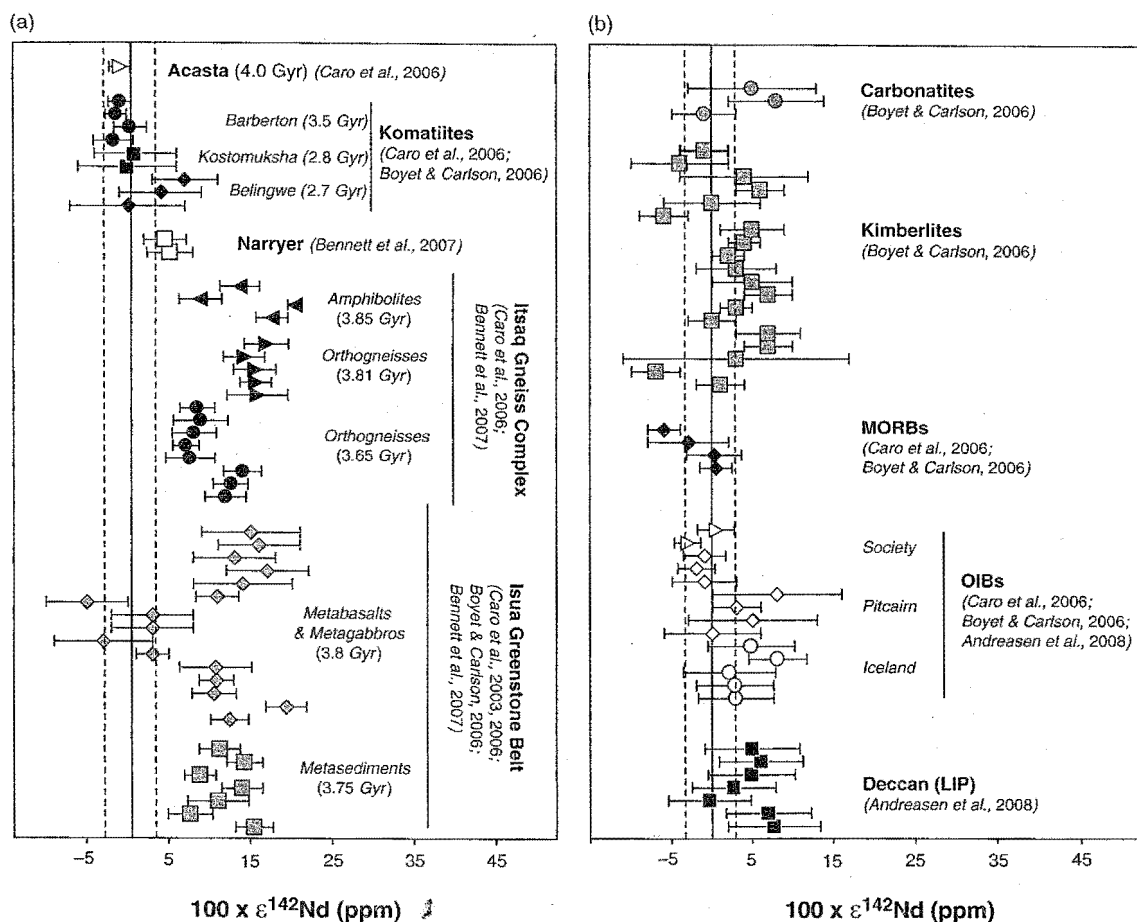 (a)
Acasta (4.0 Gyr) (Caro et al., 2006)
Barberton (3.5 Gyr)
Kostomuksha (2.8 Gyr)
Belingwe (2.7 Gyr)
Komatiites
(Caro et al., 2006;
Boyet & Carlson, 2006)
Narryer (Bennett et al., 2007)
Amphibolites
(3.85 Gyr)
Orthogneisses
(3.81 Gyr)
Orthogneisses
(3.65 Gyr)
Itsaq Gneiss Complex
(Caro et al., 2006;
Bennett et al., 2007)
Metabasalts
& Metagabbros
(3.8 Gyr)
Metasediments
(3.75 Gyr)
Isua Greenstone Belt
(Caro et al., 2003, 2006;
Boyet & Carlson, 2006;
Bennett et al., 2007)
−5 5 15 25 35 45
100 x ε142Nd (ppm)
(b)
Carbonatites
(Boyet & Carlson, 2006)
Kimberlites
(Boyet & Carlson, 2006)
MORBs
(Caro et al., 2006;
Boyet & Carlson, 2006)
Society
Pitcairn
Iceland
OIBs
(Caro et al., 2006;
Boyet & Carlson, 2006;
Andreasen et al., 2008)
Deccan (LIP)
(Andreasen et al., 2008)
−5 5 15 25 35 45
100 x ε142Nd (ppm)